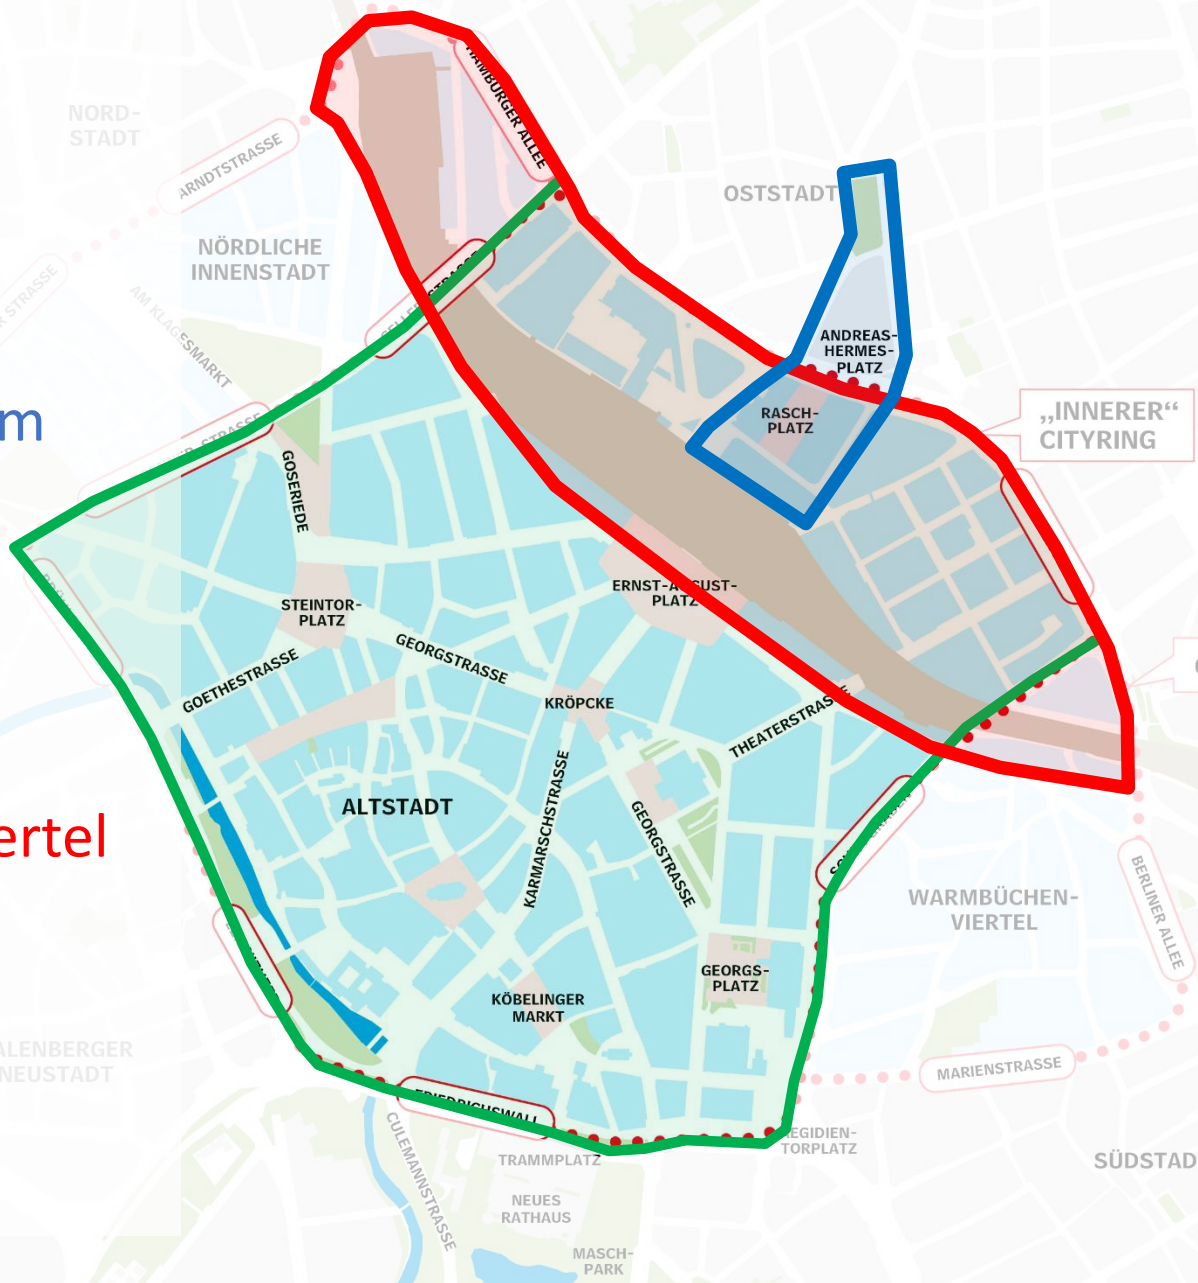 HAMBURGER ALLEE
NORD-
STADT
ARNDTSTRASSE
OSTSTADT
NÖRDLICHE
INNENSTADT
AM KLAGESMARKT
ANDREAS-
HERMES-
PLATZ
RASCH-
PLATZ
„INNERER“
CITYRING
m
GOSERIEDE
ERNST-AUGUST-
PLATZ
STEINTOR-
PLATZ
GEORGSTRASSE
GOETHESTRASSE
KRÖPCKE
THEATERSTRASSE
ALTSTADT
KARMARSCHSTRASSE
GEORGSTRASSE
ertel
WARMBÜCHEN-
VIERTEL
BERLINER ALLEE
GEORGS-
PLATZ
KÖBELINGER
MARKT
ALENBERGER
NEUSTADT
MARIENSTRASSE
FRIEDRICHSWALL
CULEMANNSTRASSE
EGIDIEN-
TORPLATZ
TRAMMPLATZ
SÜDSTAD
NEUES
RATHAUS
MASCH-
PARK